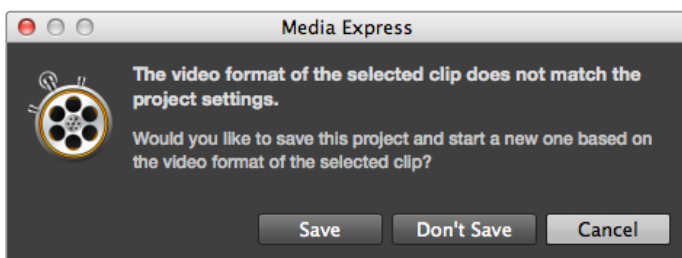 Media Express
The video format of the selected clip does not match the
project settings.
Would you like to save this project and start a new one based on
the video format of the selected clip?
Save Don't Save Cancel